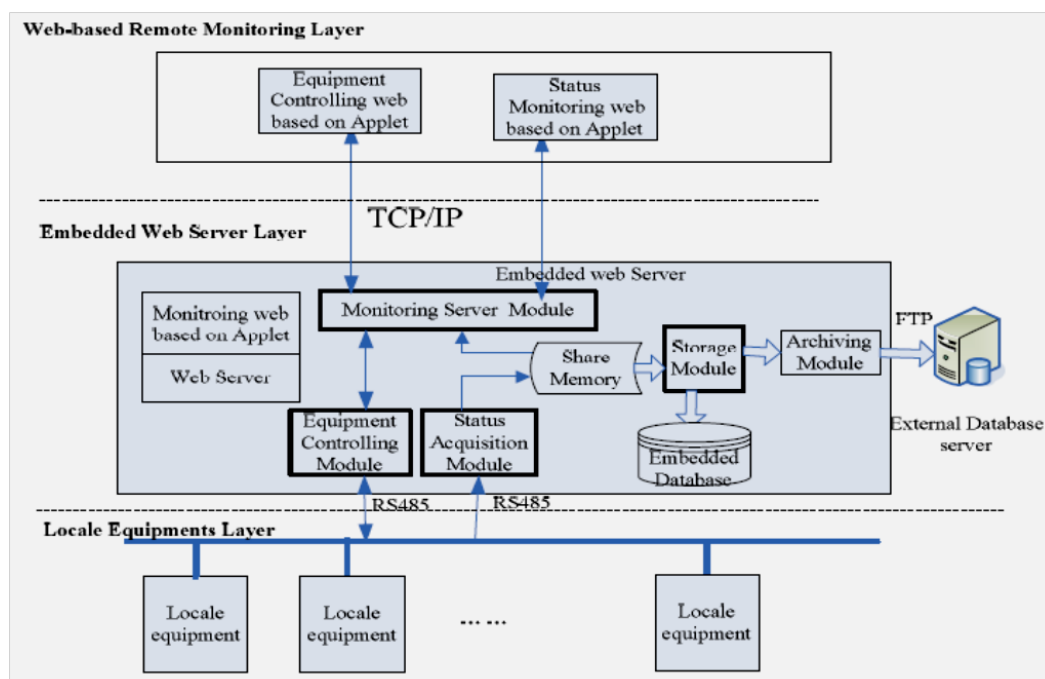 Web-based Remote Monitoring Layer
Equipment
Controlling web
based on Applet
Status
Monitoring web
based on Applet
TCP/IP
Embedded Web Server Layer
Embedded web Server
Monitroing web
based on Applet
Web Server
Monitoring Server Module
Share
Memory
Storage
Module
Archiving
Module
FTP
External Database
server
Equipment
Controlling
Module
Status
Acquisition
Module
Embedded
Database
RS485
RS485
Locale Equipments Layer
Locale
equipment
Locale
equipment
... ...
Locale
equipment